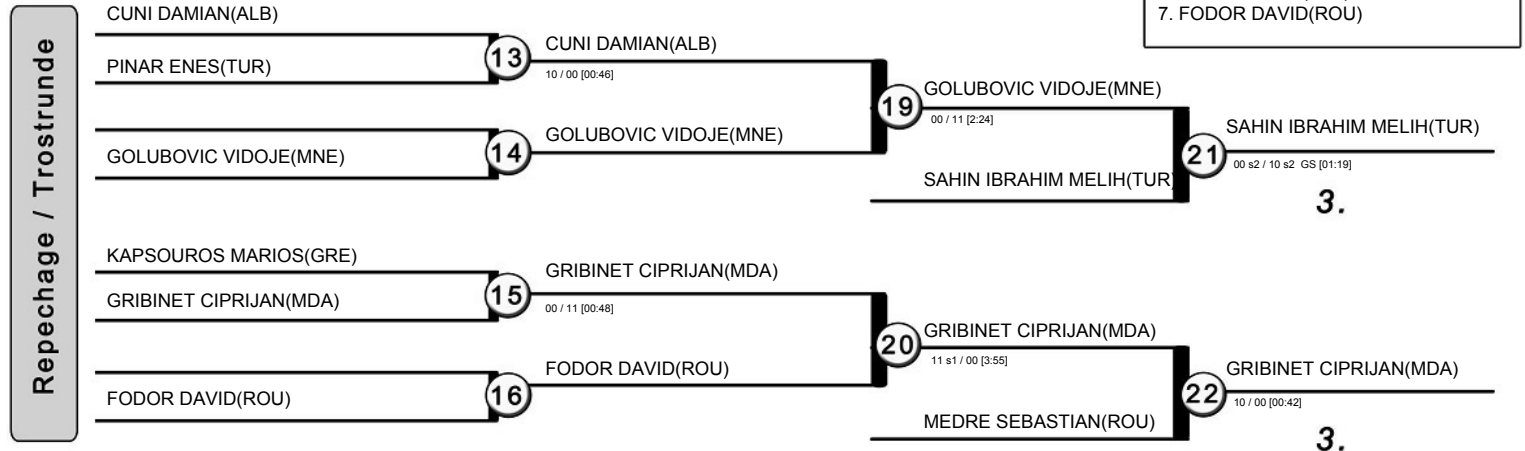 7. FODOR DAVID(ROU)
Repechage / Trostrunde
CUNI DAMIAN(ALB)
PINAR ENES(TUR)
13
CUNI DAMIAN(ALB)
10 / 00 [00:46]
GOLUBOVIC VIDOJE(MNE)
14
GOLUBOVIC VIDOJE(MNE)
19
GOLUBOVIC VIDOJE(MNE)
00 / 11 [2:24]
SAHIN IBRAHIM MELIH(TUR)
21
SAHIN IBRAHIM MELIH(TUR)
00 s2 / 10 s2 GS [01:19]
3.
KAPSOUROS MARIOS(GRE)
GRIBINET CIPRIJAN(MDA)
15
GRIBINET CIPRIJAN(MDA)
00 / 11 [00:48]
FODOR DAVID(ROU)
16
FODOR DAVID(ROU)
20
GRIBINET CIPRIJAN(MDA)
11 s1 / 00 [3:55]
MEDRE SEBASTIAN(ROU)
22
GRIBINET CIPRIJAN(MDA)
10 / 00 [00:42]
3.